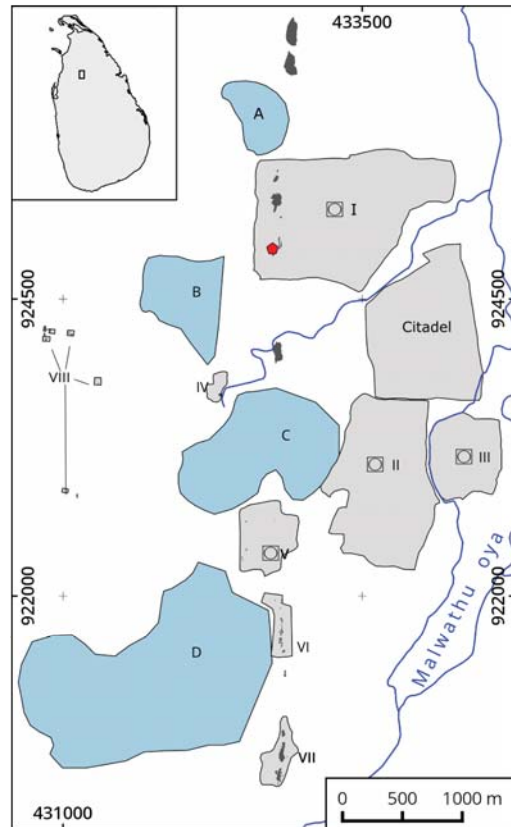 433500
A
I
924500
924500
B
Citadel
VIII
IV
C
II
III
V
922000
922000
Malwathu oya
D
VI
VII
431000
0 500 1000 m